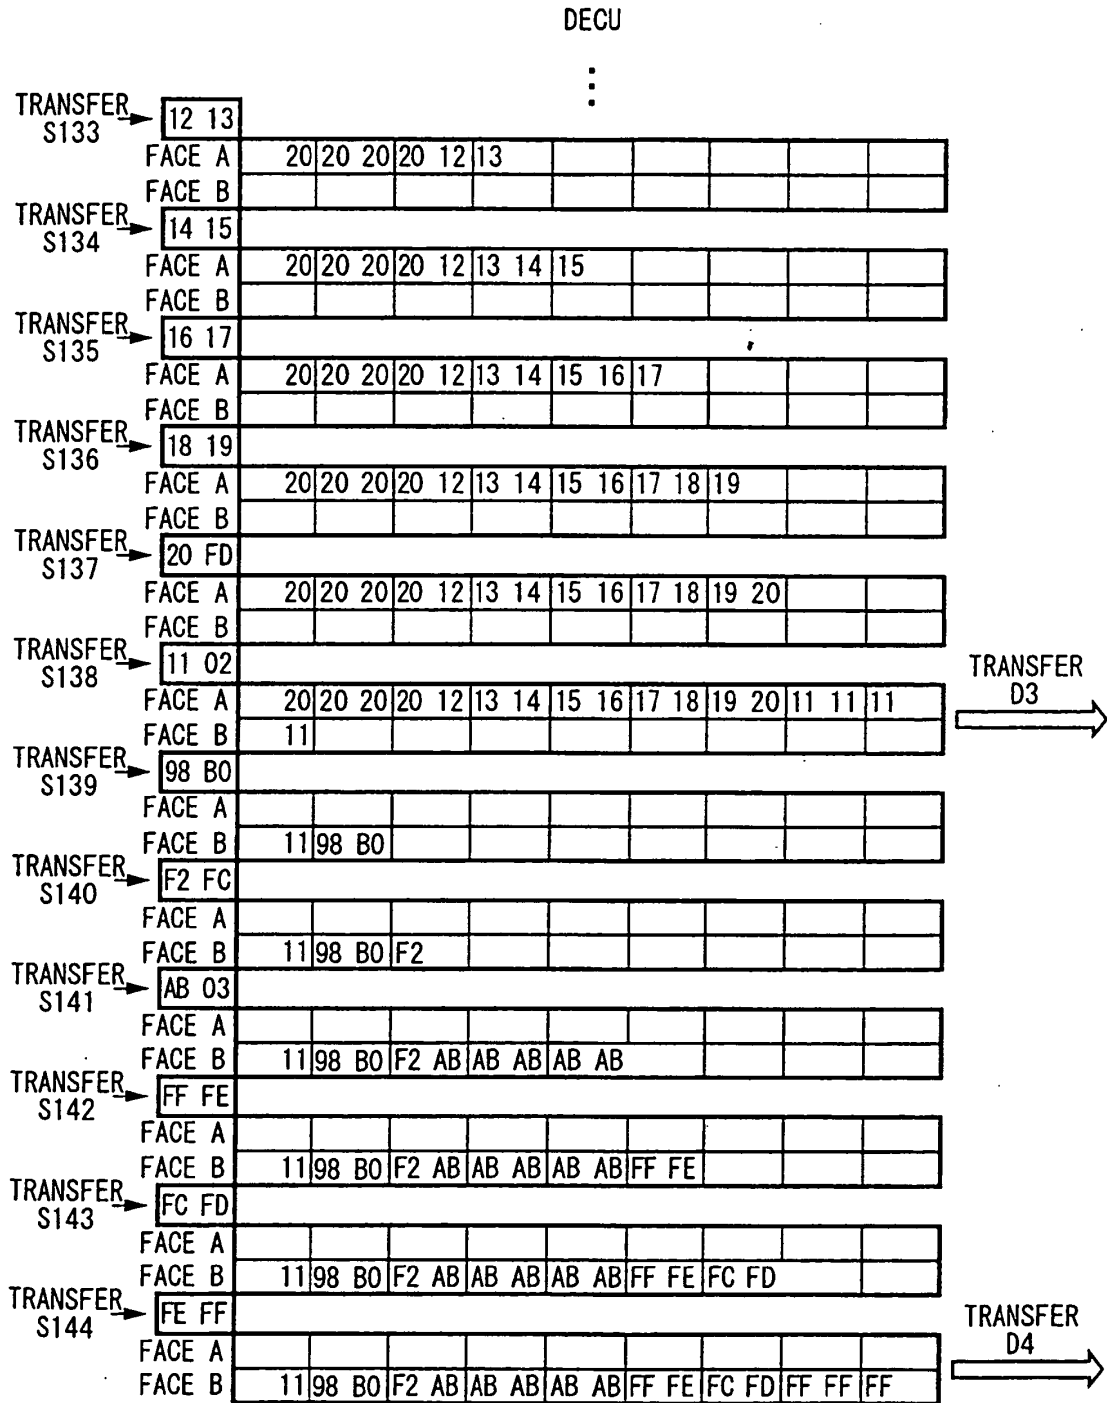 DECU
TRANSFER S133
12 13
FACE A 20 20 20 20 12 13
FACE B
TRANSFER S134
14 15
FACE A 20 20 20 20 12 13 14 15
FACE B
TRANSFER S135
16 17
FACE A 20 20 20 20 12 13 14 15 16 17
FACE B
TRANSFER S136
18 19
FACE A 20 20 20 20 12 13 14 15 16 17 18 19
FACE B
TRANSFER S137
20 FD
FACE A 20 20 20 20 12 13 14 15 16 17 18 19 20
FACE B
TRANSFER S138
11 02
FACE A 20 20 20 20 12 13 14 15 16 17 18 19 20 11 11 11
FACE B 11
TRANSFER D3
TRANSFER S139
98 B0
FACE A
FACE B 11 98 B0
TRANSFER S140
F2 FC
FACE A
FACE B 11 98 B0 F2
TRANSFER S141
AB 03
FACE A
FACE B 11 98 B0 F2 AB AB AB AB AB
TRANSFER S142
FF FE
FACE A
FACE B 11 98 B0 F2 AB AB AB AB AB FF FE
TRANSFER S143
FC FD
FACE A
FACE B 11 98 B0 F2 AB AB AB AB AB FF FE FC FD
TRANSFER S144
FE FF
FACE A
FACE B 11 98 B0 F2 AB AB AB AB AB FF FE FC FD FF FF FF
TRANSFER D4